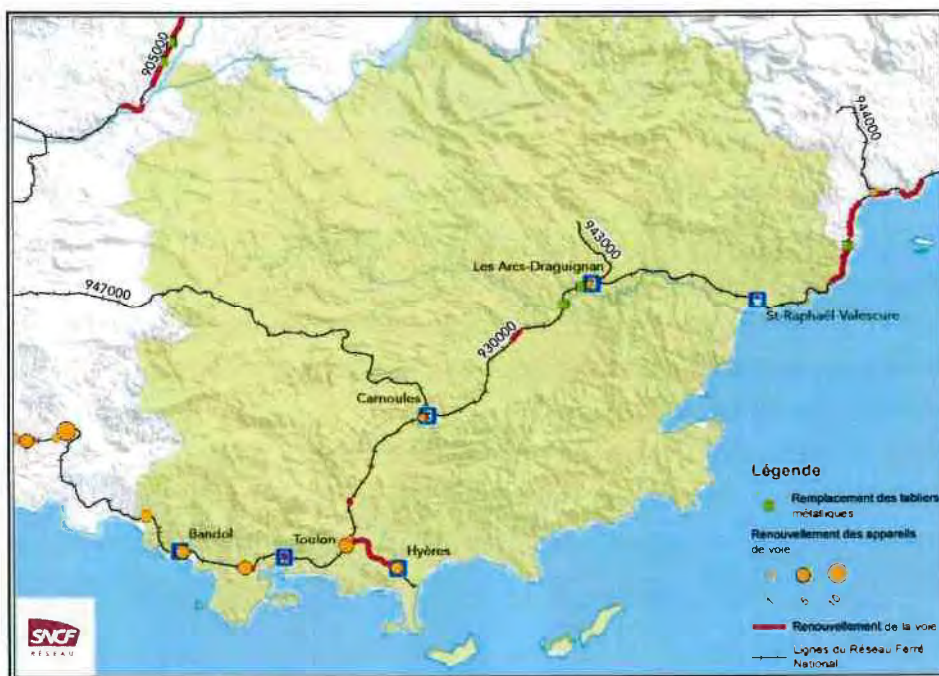 905000
944000
943000
Les Arcs-Draguignan
947000
930000
St-Raphaël-Valescure
Carnoules
Bandol
Toulon
Hyères
Légende
Remplacement des tabliers
métalliques
Renouvellement des appareils
de voie
Renouvellement de la voie
Lignes du Réseau Ferré
National
SNCF
RÉSEAU